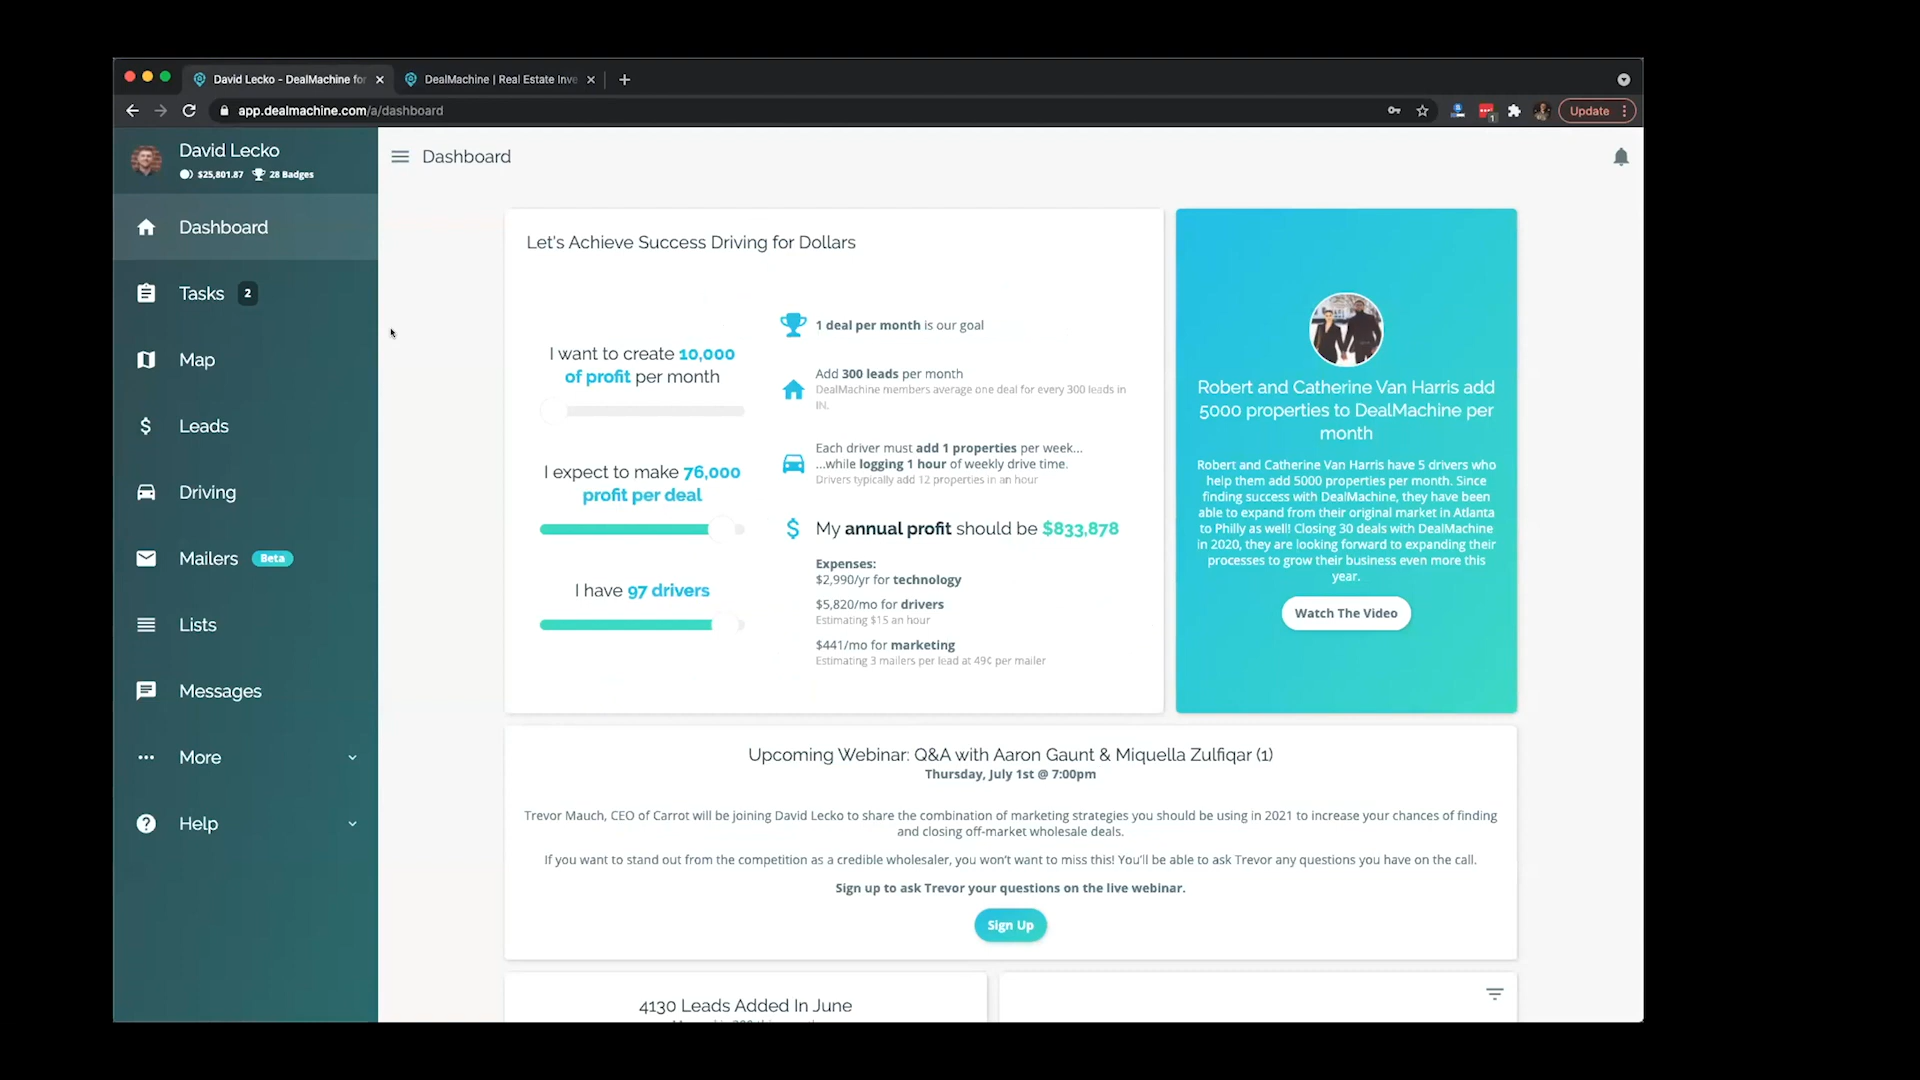 David Lecko - DealMachine for
DealMachine | Real Estate Inve
app.dealmachine.com/a/dashboard
Update
David Lecko
$25,801.87 28 Badges
Dashboard
Tasks 2
Map
Leads
Driving
Mailers Beta
Lists
Messages
More
Help
Dashboard
Let's Achieve Success Driving for Dollars
I want to create 10,000
of profit per month
I expect to make 76,000
profit per deal
I have 97 drivers
1 deal per month is our goal
Add 300 leads per month
DealMachine members average one deal for every 300 leads in
IN.
Each driver must add 1 properties per week...
...while logging 1 hour of weekly drive time.
Drivers typically add 12 properties in an hour
My annual profit should be $833,878
Expenses:
$2,990/yr for technology
$5,820/mo for drivers
Estimating $15 an hour
$441/mo for marketing
Estimating 3 mailers per lead at 49¢ per mailer
Robert and Catherine Van Harris add
5000 properties to DealMachine per
month
Robert and Catherine Van Harris have 5 drivers who
help them add 5000 properties per month. Since
finding success with DealMachine, they have been
able to expand from their original market in Atlanta
to Philly as well! Closing 30 deals with DealMachine
in 2020, they are looking forward to expanding their
processes to grow their business even more this
year.
Watch The Video
Upcoming Webinar: Q&A with Aaron Gaunt & Miquella Zulfiqar (1)
Thursday, July 1st @ 7:00pm
Trevor Mauch, CEO of Carrot will be joining David Lecko to share the combination of marketing strategies you should be using in 2021 to increase your chances of finding
and closing off-market wholesale deals.
If you want to stand out from the competition as a credible wholesaler, you won't want to miss this! You'll be able to ask Trevor any questions you have on the call.
Sign up to ask Trevor your questions on the live webinar.
Sign Up
4130 Leads Added In June